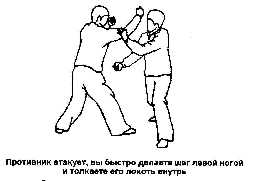 Противник атакует, вы быстро делаете шаг левой ногой
и толкаете его локоть внутрь